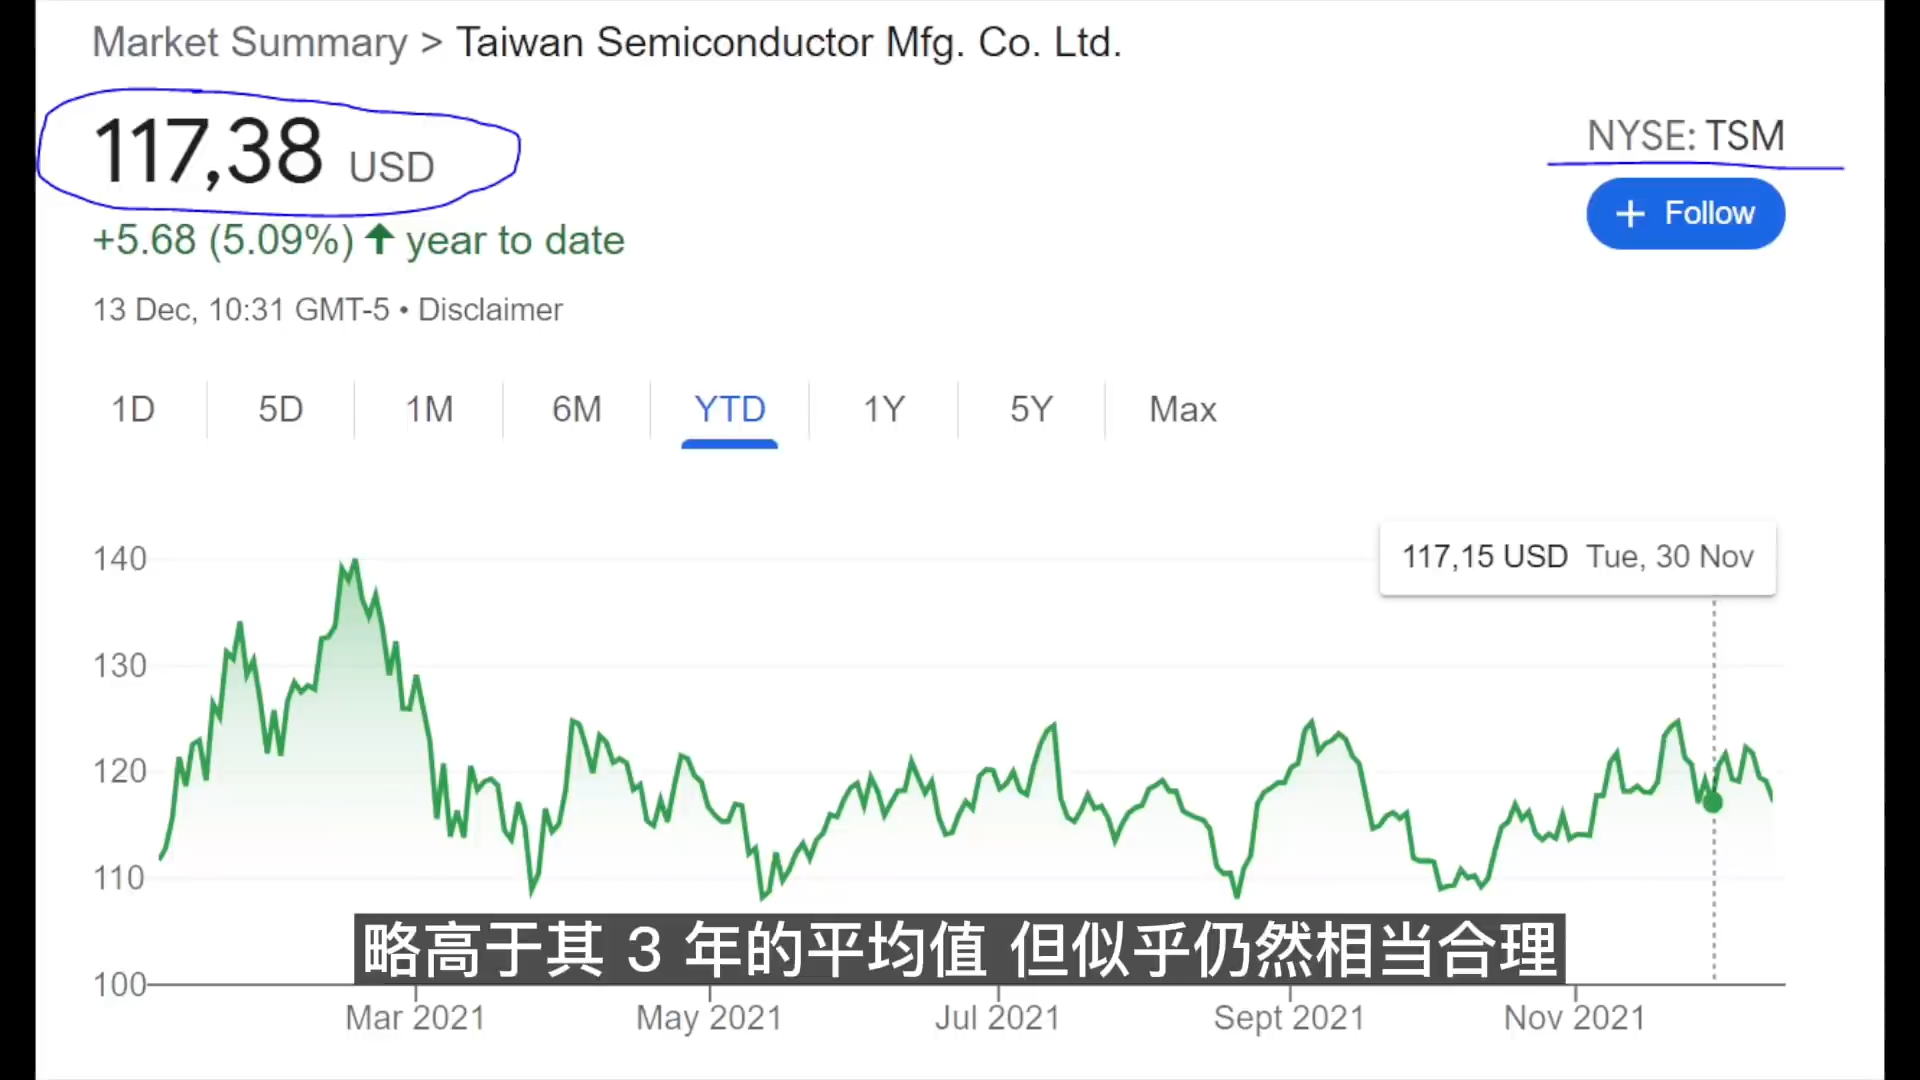 Market Summary > Taiwan Semiconductor Mfg. Co. Ltd.
117,38 USD
NYSE: TSM
+ Follow
+5.68 (5.09%) ↑ year to date
13 Dec, 10:31 GMT-5 • Disclaimer
1D 5D 1M 6M YTD 1Y 5Y Max
117,15 USD Tue, 30 Nov
140
130
120
110
100
略高于其 3 年的平均值 但似乎仍然相当合理
Mar 2021 May 2021 Jul 2021 Sept 2021 Nov 2021